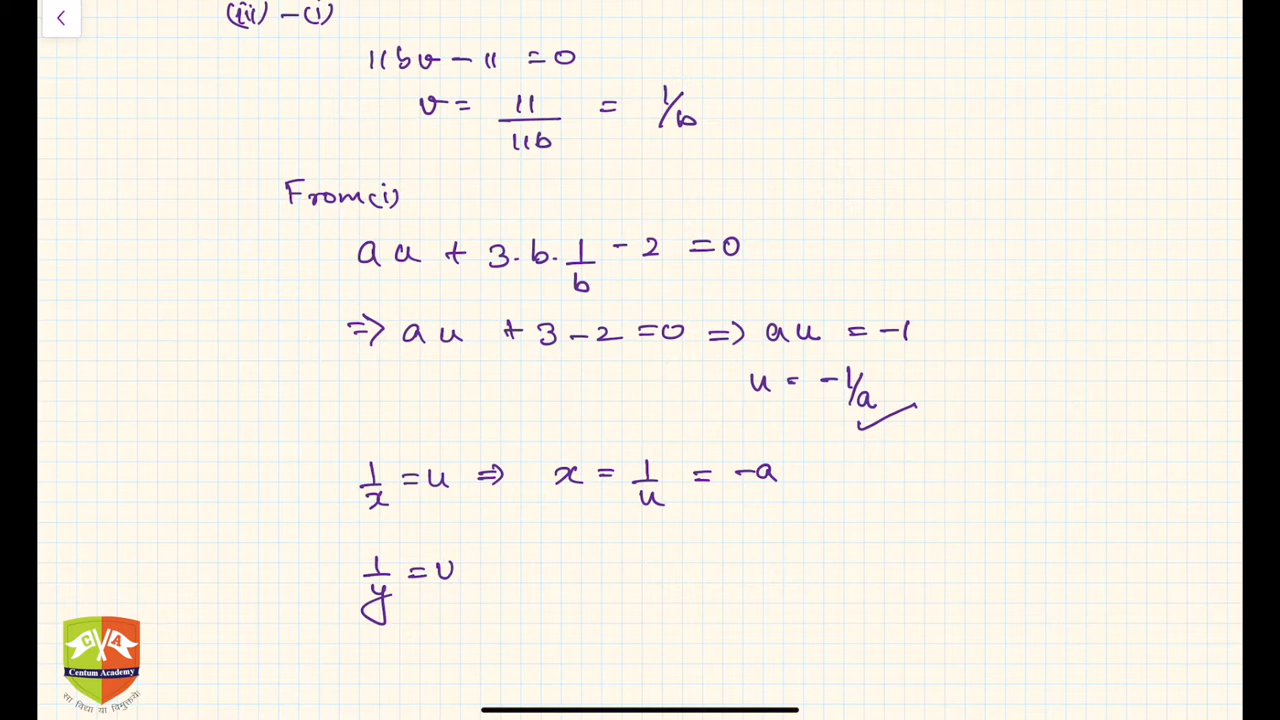 (iii) - (i)
11bv - 11 = 0
v = 11/11b = 1/b
From (i)
au + 3.b.1/b - 2 = 0
=> au + 3 - 2 = 0 => au = -1
u = -1/a ✓
1/x = u => x = 1/u = -a
1/y = v
C A
Centum Academy
सा विद्या या विमुक्तये